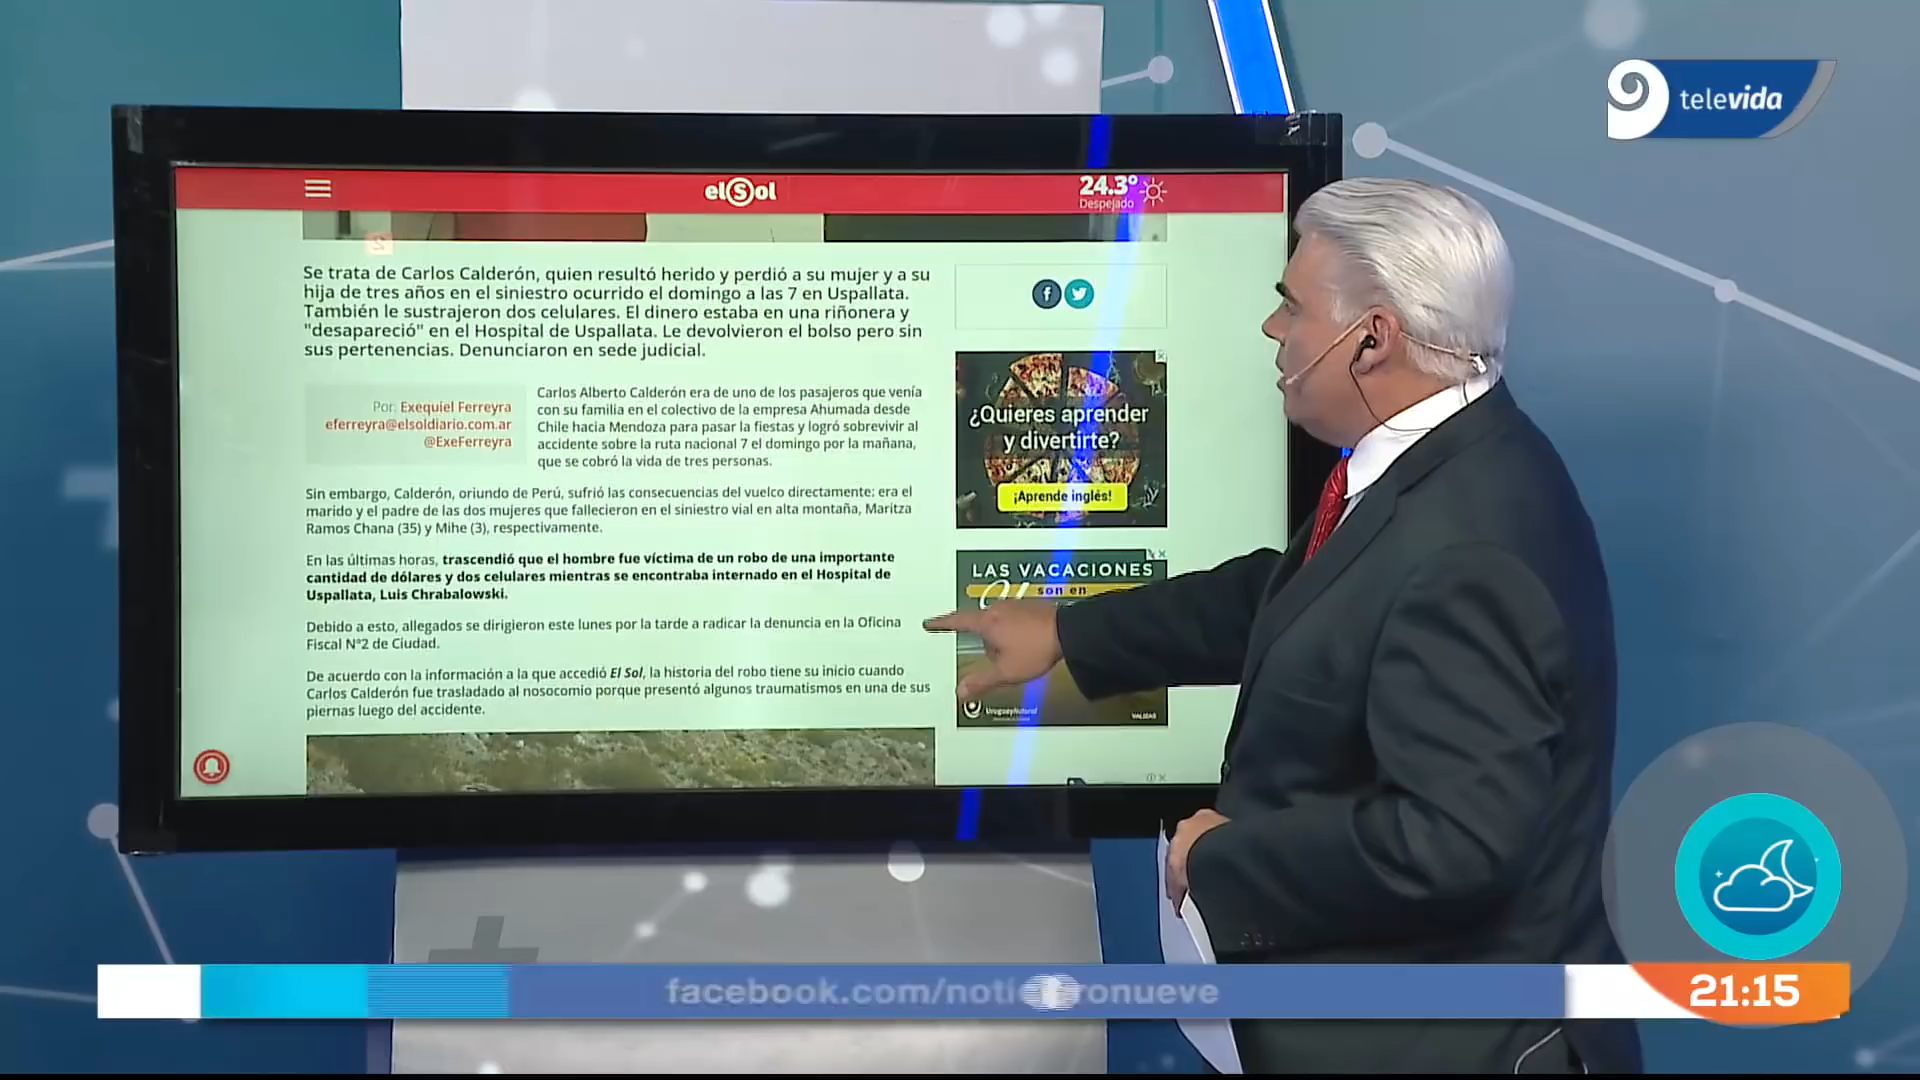 9 televida
elSol
24.3°
Despejado
Se trata de Carlos Calderón, quien resultó herido y perdió a su mujer y a su
hija de tres años en el siniestro ocurrido el domingo a las 7 en Uspallata.
También le sustrajeron dos celulares. El dinero estaba en una riñonera y
"desapareció" en el Hospital de Uspallata. Le devolvieron el bolso pero sin
sus pertenencias. Denunciaron en sede judicial.
Por: Exequiel Ferreyra
eferreyra@elsoldiario.com.ar
@ExeFerreyra
Carlos Alberto Calderón era de uno de los pasajeros que venía
con su familia en el colectivo de la empresa Ahumada desde
Chile hacia Mendoza para pasar la fiestas y logró sobrevivir al
accidente sobre la ruta nacional 7 el domingo por la mañana,
que se cobró la vida de tres personas.
Sin embargo, Calderón, oriundo de Perú, sufrió las consecuencias del vuelco directamente: era el
marido y el padre de las dos mujeres que fallecieron en el siniestro vial en alta montaña, Maritza
Ramos Chana (35) y Mihe (3), respectivamente.
En las últimas horas, trascendió que el hombre fue víctima de un robo de una importante
cantidad de dólares y dos celulares mientras se encontraba internado en el Hospital de
Uspallata, Luis Chrabalowski.
Debido a esto, allegados se dirigieron este lunes por la tarde a radicar la denuncia en la Oficina
Fiscal N°2 de Ciudad.
De acuerdo con la información a la que accedió El Sol, la historia del robo tiene su inicio cuando
Carlos Calderón fue trasladado al nosocomio porque presentó algunos traumatismos en una de sus
piernas luego del accidente.
¿Quieres aprender
y divertirte?
¡Aprende inglés!
LAS VACACIONES
son en
UruguayNatural
facebook.com/noti
ronueve
21:15